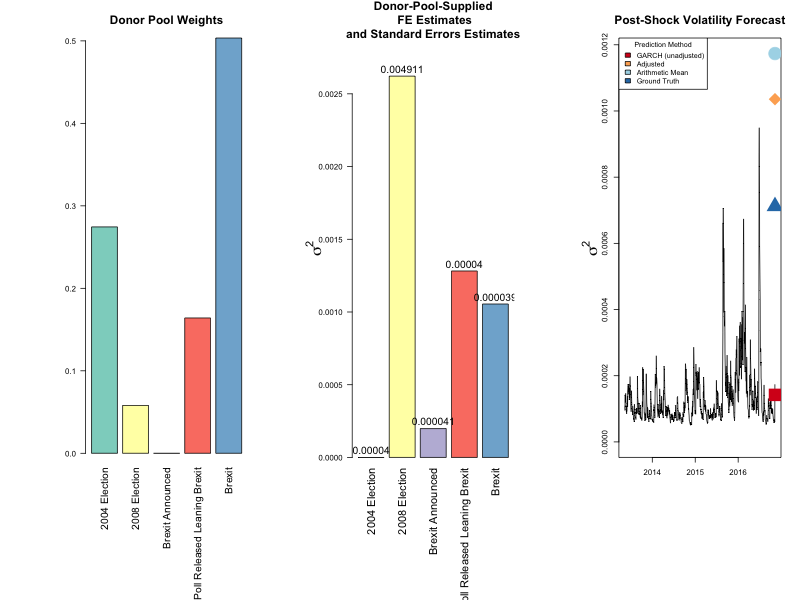 Donor Pool Weights
0.5
0.4
0.3
0.2
0.1
0.0
2004 Election
2008 Election
Brexit Announced
Poll Released Leaning Brexit
Brexit
Donor-Pool-Supplied
FE Estimates
and Standard Errors Estimates
σ2
0.0025
0.0020
0.0015
0.0010
0.0005
0.0000
0.00004
0.004911
0.000041
0.00004
0.000039
2004 Election
2008 Election
Brexit Announced
oll Released Leaning Brexit
Brexit
Post-Shock Volatility Forecast
Prediction Method
GARCH (unadjusted)
Adjusted
Arithmetic Mean
Ground Truth
σ2
0.0012
0.0010
0.0008
0.0006
0.0004
0.0002
0.0000
2014
2015
2016